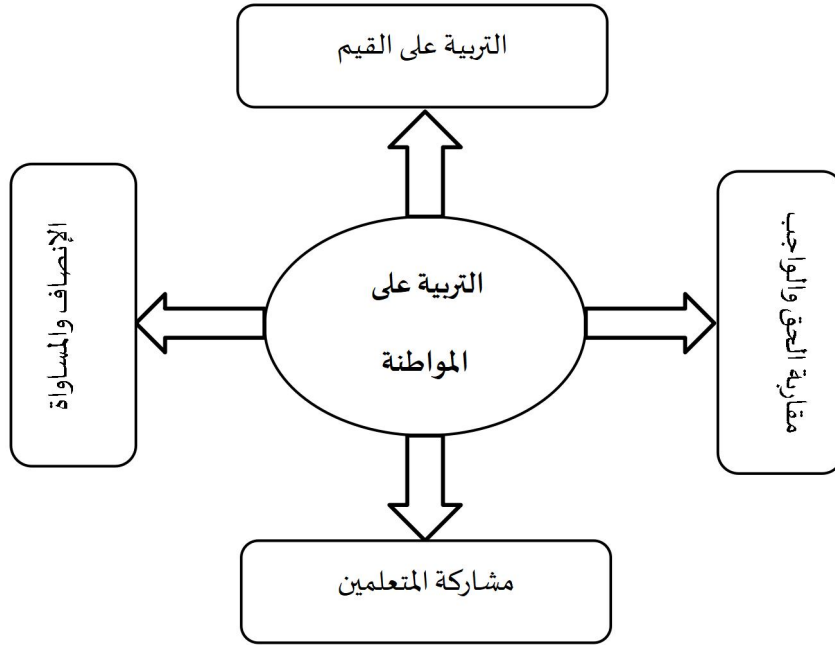 التربية على القيم
مقاربة الحق والواجب
التربية على
المواطنة
الإنصاف والمساواة
مشاركة المتعلمين